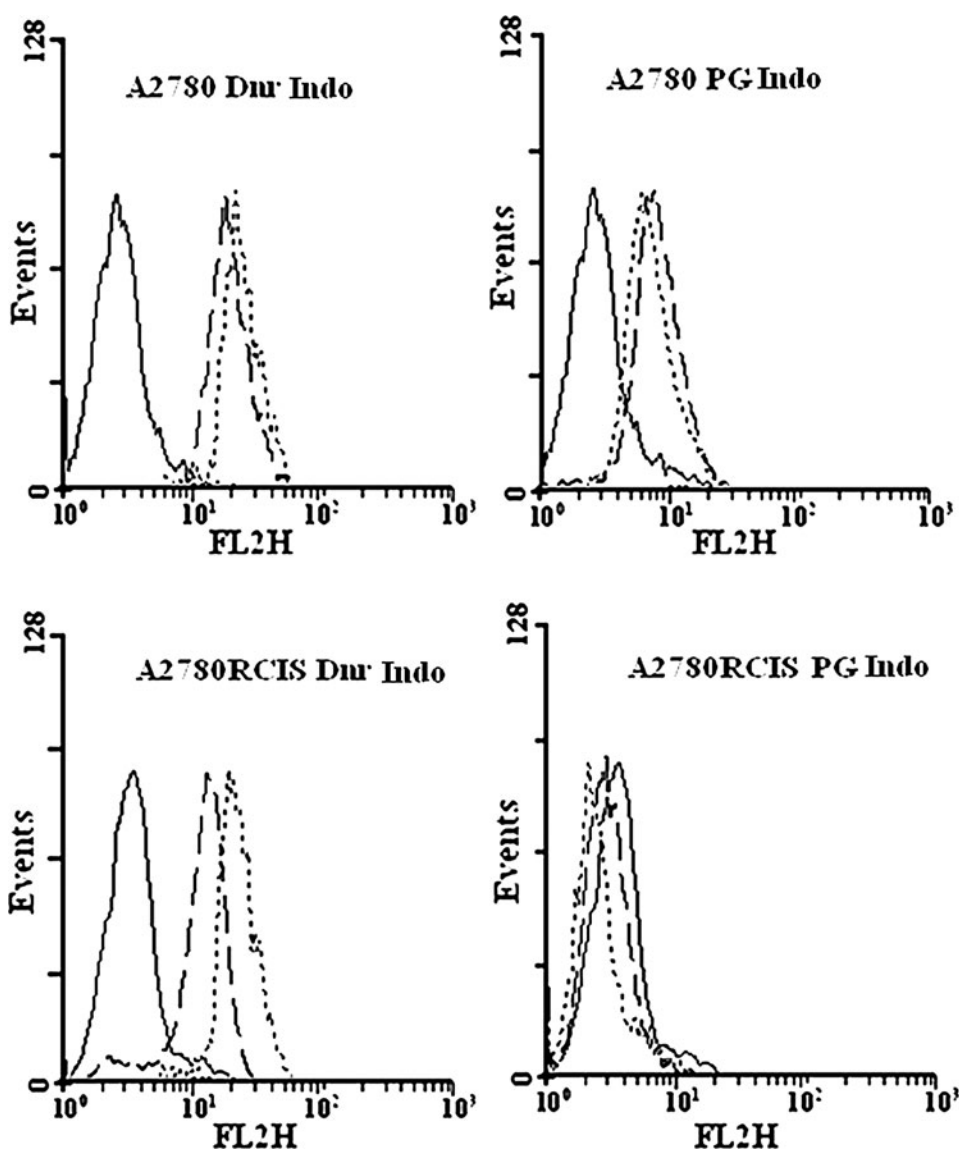 128
A2780 Dnr Indo
Events
0
10⁰ 10¹ 10² 10³
FL2H
128
A2780 PG Indo
Events
0
10⁰ 10¹ 10² 10³
FL2H
128
A2780RCIS Dnr Indo
Events
0
10⁰ 10¹ 10² 10³
FL2H
128
A2780RCIS PG Indo
Events
0
10⁰ 10¹ 10² 10³
FL2H